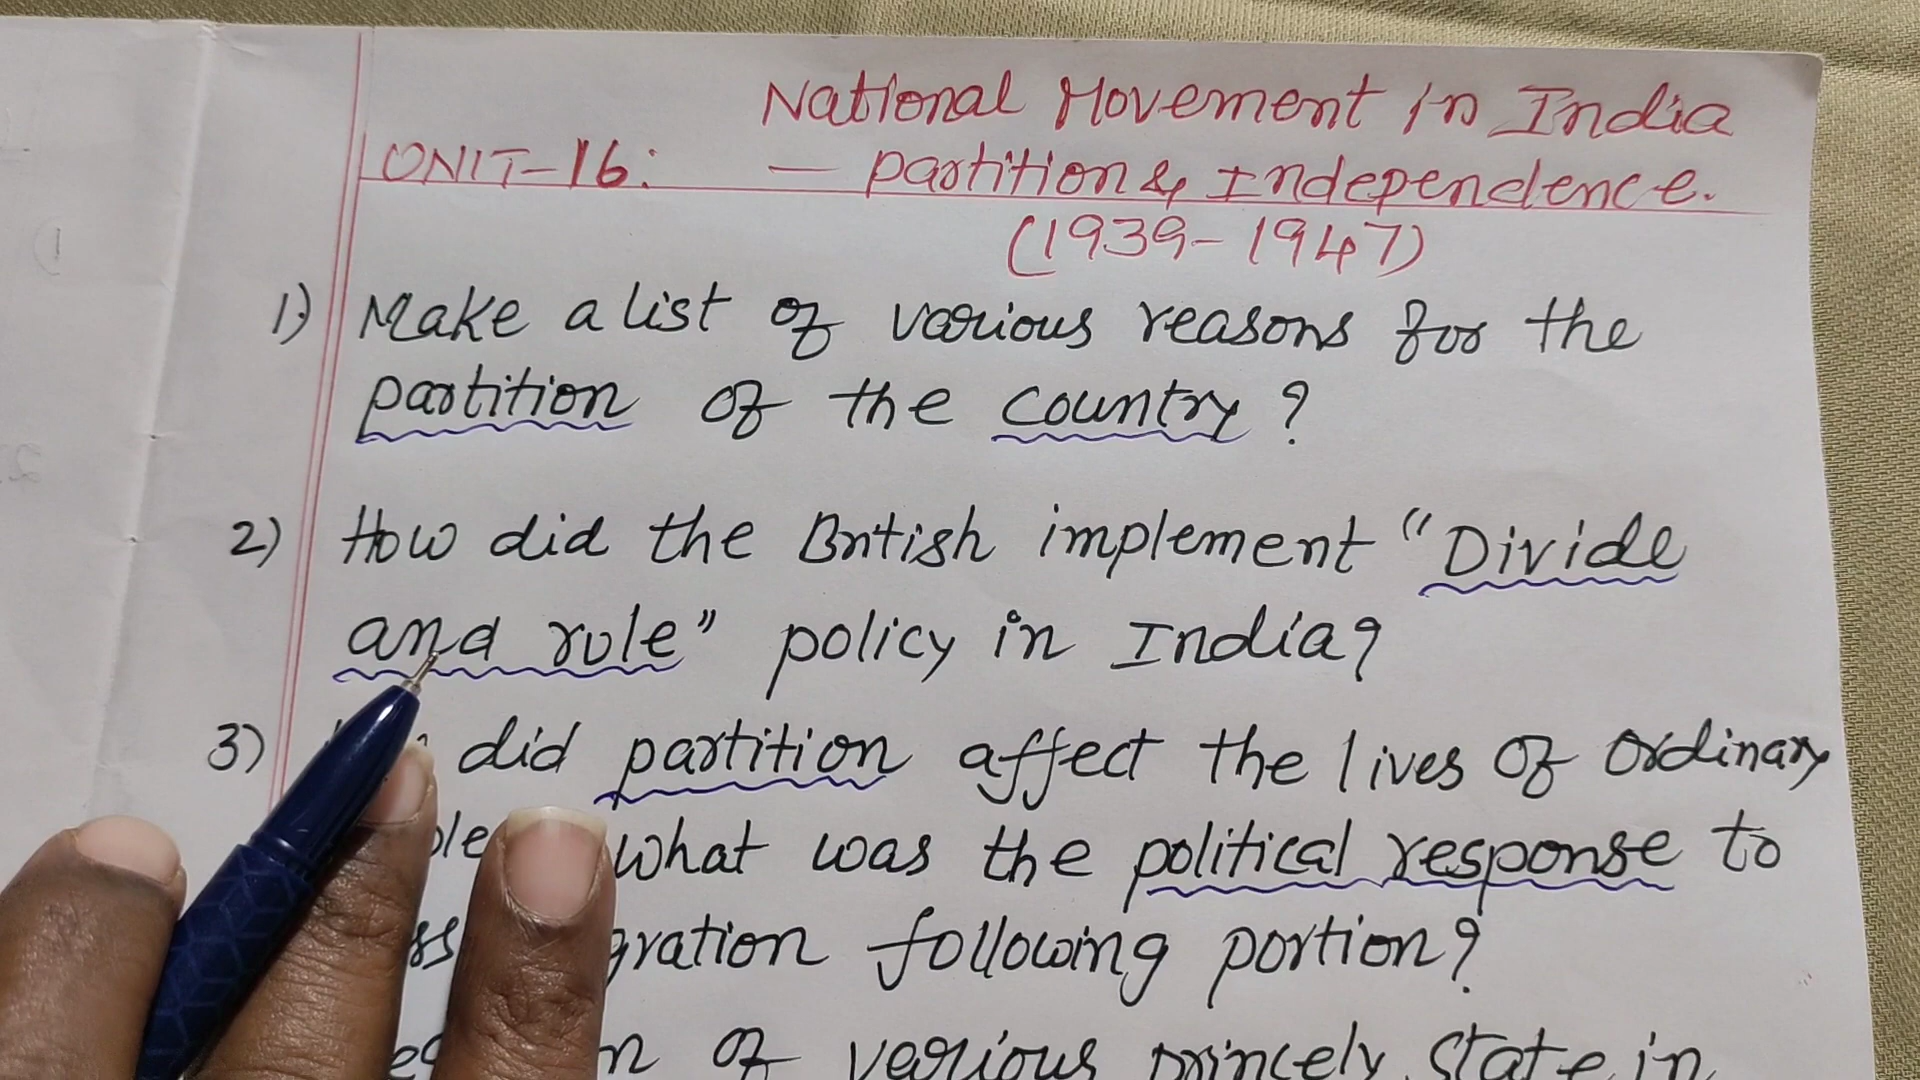 National Movement in India
UNIT-16: — partition & Independence.
(1939-1947)
1) Make a list of various reasons for the
partition of the country?
2) How did the British implement "Divide
and rule" policy in India?
3) did partition affect the lives of ordinary
what was the political response to
following portion?
of various princely state in